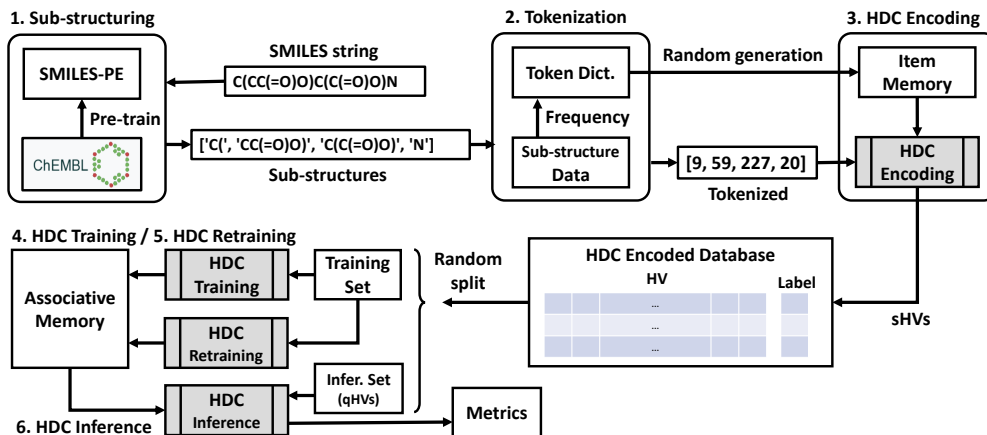 1. Sub-structuring
SMILES-PE
Pre-train
ChEMBL
SMILES string
C(CC(=O)O)C(C(=O)O)N
['C(', 'CC(=O)O)', 'C(C(=O)O)', 'N']
Sub-structures
2. Tokenization
Token Dict.
Frequency
Sub-structure
Data
Random generation
[9, 59, 227, 20]
Tokenized
3. HDC Encoding
Item
Memory
HDC
Encoding
sHVs
4. HDC Training / 5. HDC Retraining
Associative
Memory
HDC
Training
Training
Set
HDC
Retraining
Infer. Set
(qHVs)
HDC
Inference
6. HDC Inference
Metrics
Random
split
HDC Encoded Database
HV
Label
...
...
...